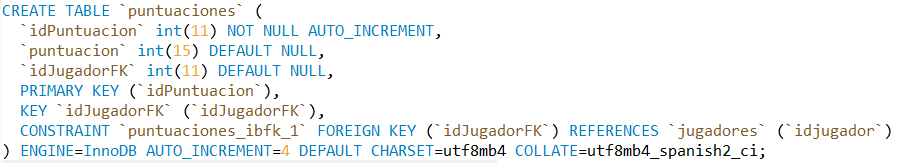 CREATE TABLE `puntuaciones` (
  `idPuntuacion` int(11) NOT NULL AUTO_INCREMENT,
  `puntuacion` int(15) DEFAULT NULL,
  `idJugadorFK` int(11) DEFAULT NULL,
  PRIMARY KEY (`idPuntuacion`),
  KEY `idJugadorFK` (`idJugadorFK`),
  CONSTRAINT `puntuaciones_ibfk_1` FOREIGN KEY (`idJugadorFK`) REFERENCES `jugadores` (`idjugador`)
) ENGINE=InnoDB AUTO_INCREMENT=4 DEFAULT CHARSET=utf8mb4 COLLATE=utf8mb4_spanish2_ci;